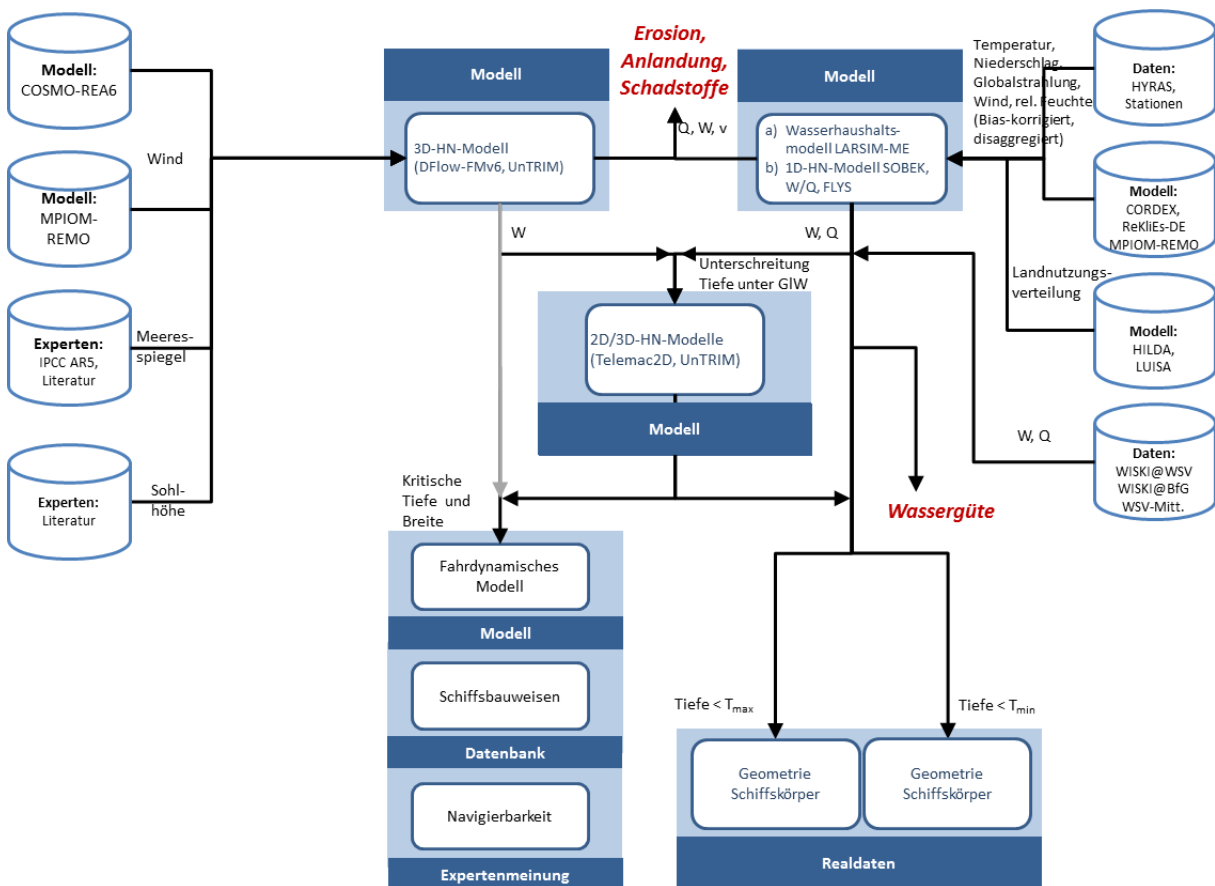 Modell:
COSMO-REA6
Wind
Modell:
MPIOM-
REMO
Experten:
IPCC AR5,
Literatur
Meeres-
spiegel
Experten:
Literatur
Sohl-
höhe
Modell
3D-HN-Modell
(DFlow-FMv6, UnTRIM)
Erosion,
Anlandung,
Schadstoffe
Q, W, v
Modell
a) Wasserhaushalts-
modell LARSIM-ME
b) 1D-HN-Modell SOBEK,
W/Q, FLYS
Temperatur,
Niederschlag,
Globalstrahlung,
Wind, rel. Feuchte
(Bias-korrigiert,
disaggregiert)
Daten:
HYRAS,
Stationen
Modell:
CORDEX,
ReKliEs-DE
MPIOM-REMO
Landnutzungs-
verteilung
Modell:
HILDA,
LUISA
W, Q
Daten:
WISKI@WSV
WISKI@BfG
WSV-Mitt.
W
W, Q
Unterschreitung
Tiefe unter GlW
2D/3D-HN-Modelle
(Telemac2D, UnTRIM)
Modell
Kritische
Tiefe und
Breite
Wassergüte
Fahrdynamisches
Modell
Modell
Schiffsbauweisen
Datenbank
Navigierbarkeit
Expertenmeinung
Tiefe < Tmax
Tiefe < Tmin
Geometrie
Schiffskörper
Geometrie
Schiffskörper
Realdaten